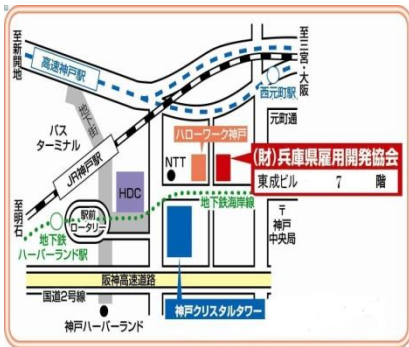 至新開地
高速神戸駅
至三宮・大阪
西元町駅
元町通
地下街
バス
ターミナル
JR神戸駅
ハローワーク神戸
NTT
(財)兵庫県雇用開発協会
東成ビル 7 階
HDC
地下鉄海岸線
〒
神戸
中央局
至明石
駅前
ロータリー
地下鉄
ハーバーランド駅
阪神高速道路
国道2号線
神戸クリスタルタワー
神戸ハーバーランド